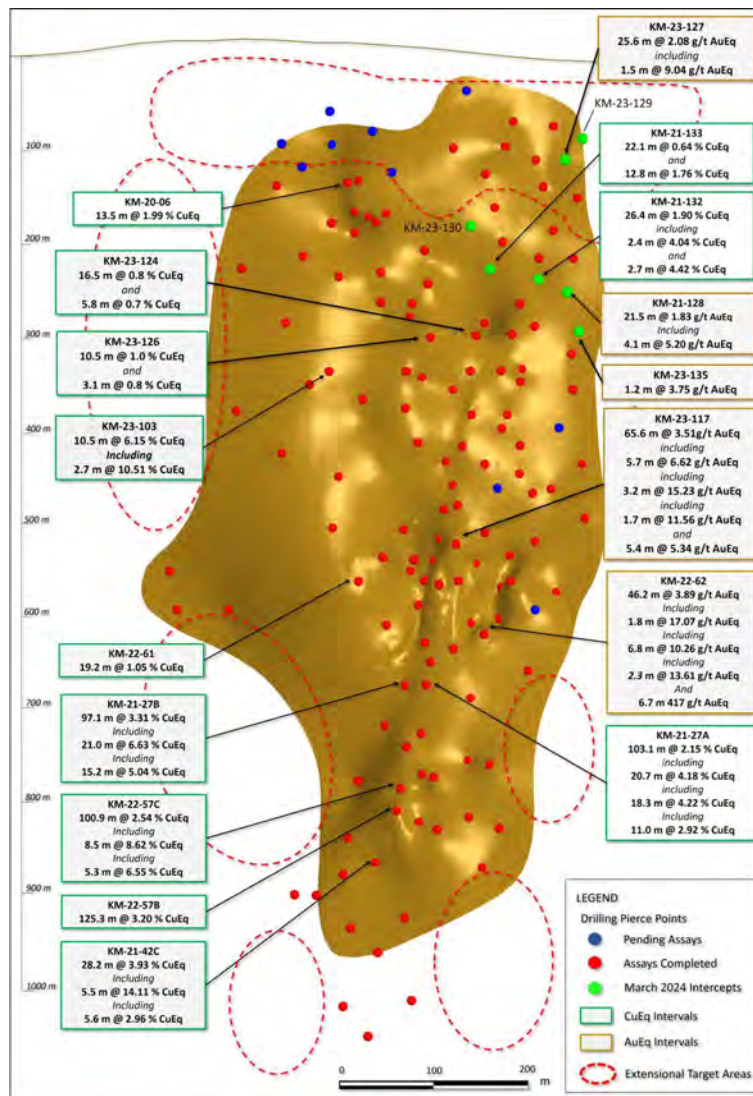 KM-23-127
25.6 m @ 2.08 g/t AuEq
including
1.5 m @ 9.04 g/t AuEq
KM-23-129
KM-21-133
22.1 m @ 0.64 % CuEq
and
12.8 m @ 1.76 % CuEq
KM-21-132
26.4 m @ 1.90 % CuEq
including
2.4 m @ 4.04 % CuEq
and
2.7 m @ 4.42 % CuEq
KM-23-130
KM-21-128
21.5 m @ 1.83 g/t AuEq
Including
4.1 m @ 5.20 g/t AuEq
KM-23-135
1.2 m @ 3.75 g/t AuEq
KM-23-117
65.6 m @ 3.51g/t AuEq
including
5.7 m @ 6.62 g/t AuEq
including
3.2 m @ 15.23 g/t AuEq
including
1.7 m @ 11.56 g/t AuEq
and
5.4 m @ 5.34 g/t AuEq
KM-22-62
46.2 m @ 3.89 g/t AuEq
Including
1.8 m @ 17.07 g/t AuEq
Including
6.8 m @ 10.26 g/t AuEq
Including
2.3 m @ 13.61 g/t AuEq
And
6.7 m 417 g/t AuEq
KM-21-27A
103.1 m @ 2.15 % CuEq
including
20.7 m @ 4.18 % CuEq
including
18.3 m @ 4.22 % CuEq
including
11.0 m @ 2.92 % CuEq
KM-20-06
13.5 m @ 1.99 % CuEq
KM-23-124
16.5 m @ 0.8 % CuEq
and
5.8 m @ 0.7 % CuEq
KM-23-126
10.5 m @ 1.0 % CuEq
and
3.1 m @ 0.8 % CuEq
KM-23-103
10.5 m @ 6.15 % CuEq
Including
2.7 m @ 10.51 % CuEq
KM-22-61
19.2 m @ 1.05 % CuEq
KM-21-27B
97.1 m @ 3.31 % CuEq
Including
21.0 m @ 6.63 % CuEq
Including
15.2 m @ 5.04 % CuEq
KM-22-57C
100.9 m @ 2.54 % CuEq
Including
8.5 m @ 8.62 % CuEq
Including
5.3 m @ 6.55 % CuEq
KM-22-57B
125.3 m @ 3.20 % CuEq
KM-21-42C
28.2 m @ 3.93 % CuEq
Including
5.5 m @ 14.11 % CuEq
Including
5.6 m @ 2.96 % CuEq
100 m
200 m
300 m
400 m
500 m
600 m
700 m
800 m
900 m
1000 m
LEGEND
Drilling Pierce Points
Pending Assays
Assays Completed
March 2024 Intercepts
CuEq Intervals
AuEq Intervals
Extensional Target Areas
0 100 200
m